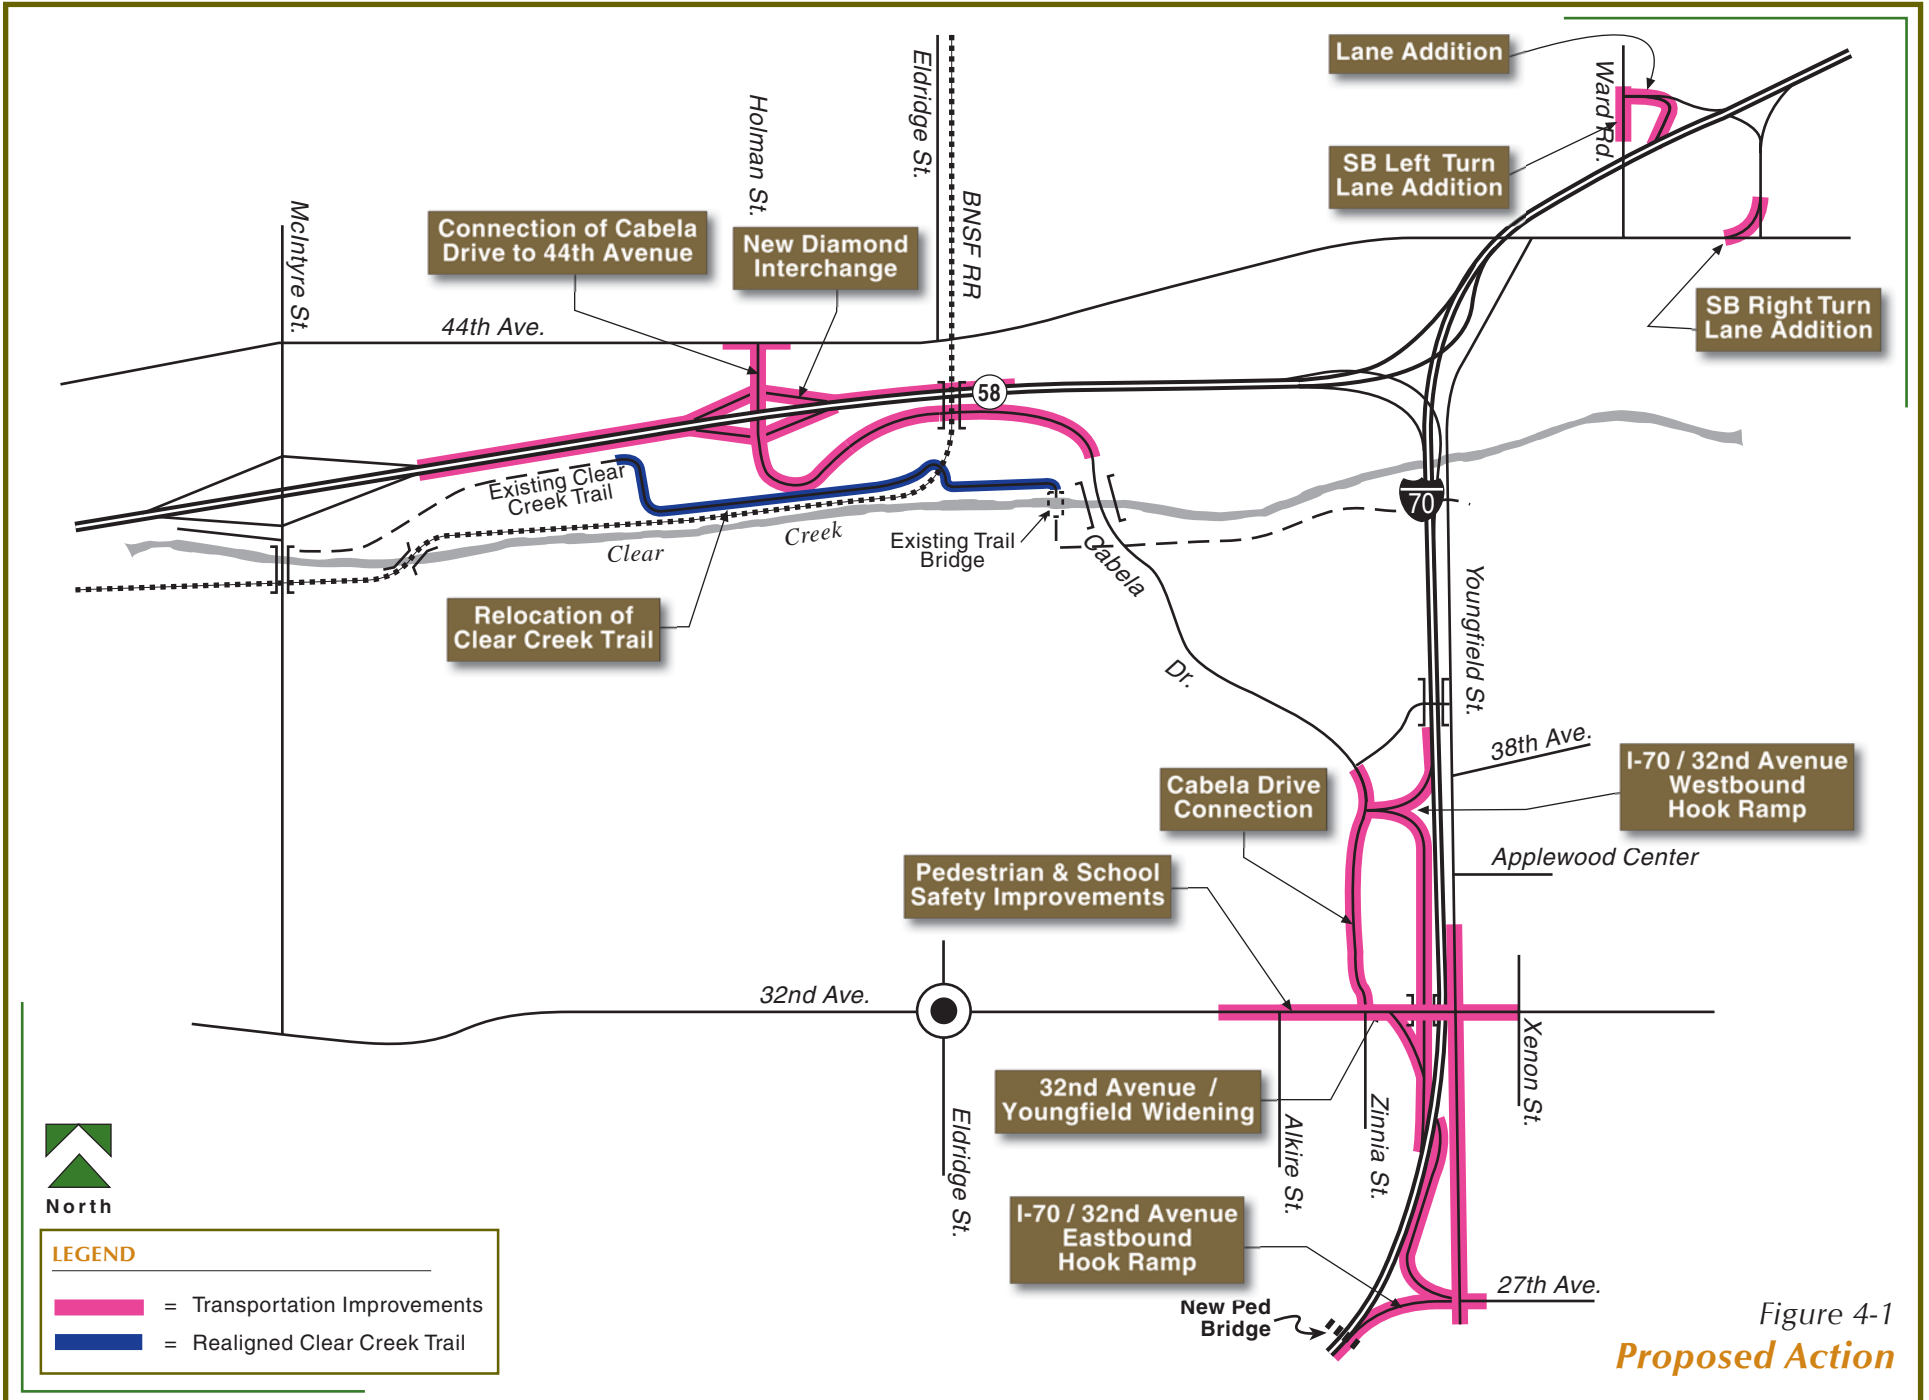 Lane Addition
Ward Rd.
SB Left Turn
Lane Addition
SB Right Turn
Lane Addition
Eldridge St.
Holman St.
BNSF RR
McIntyre St.
Connection of Cabela
Drive to 44th Avenue
New Diamond
Interchange
44th Ave.
58
Existing Clear
Creek Trail
Clear
Creek
Existing Trail
Bridge
Cabela
Dr.
70
Relocation of
Clear Creek Trail
Youngfield St.
38th Ave.
I-70 / 32nd Avenue
Westbound
Hook Ramp
Cabela Drive
Connection
Applewood Center
Pedestrian & School
Safety Improvements
32nd Ave.
Xenon St.
32nd Avenue /
Youngfield Widening
Zinnia St.
Alkire St.
Eldridge St.
I-70 / 32nd Avenue
Eastbound
Hook Ramp
27th Ave.
New Ped
Bridge
North
LEGEND
= Transportation Improvements
= Realigned Clear Creek Trail
Figure 4-1
Proposed Action